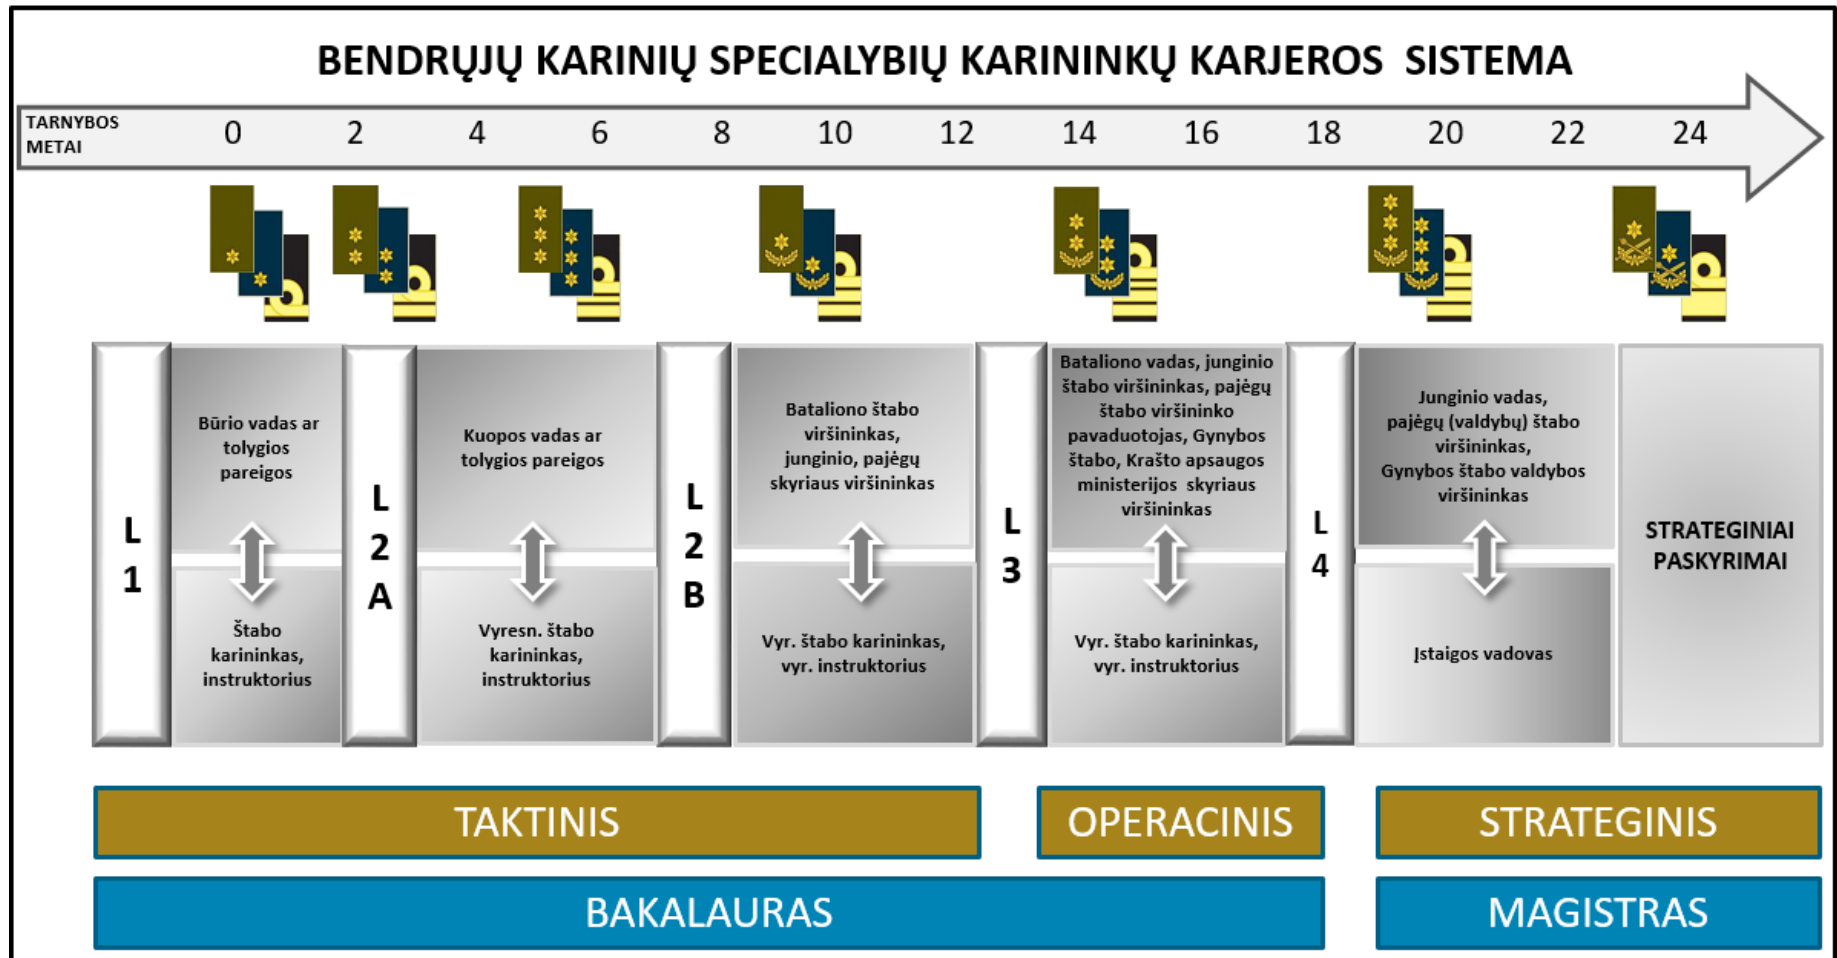 BENDRŲJŲ KARINIŲ SPECIALYBIŲ KARININKŲ KARJEROS SISTEMA
TARNYBOS
METAI
0 2 4 6 8 10 12 14 16 18 20 22 24
L
1
Būrio vadas ar
tolygios
pareigos
Štabo
karininkas,
instruktorius
L
2
A
Kuopos vadas ar
tolygios pareigos
Vyresn. štabo
karininkas,
instruktorius
L
2
B
Bataliono štabo
viršininkas,
junginio, pajėgų
skyriaus viršininkas
Vyr. štabo karininkas,
vyr. instruktorius
L
3
Bataliono vadas, junginio
štabo viršininkas, pajėgų
štabo viršininko
pavaduotojas, Gynybos
štabo, Krašto apsaugos
ministerijos skyriaus
viršininkas
Vyr. štabo karininkas,
vyr. instruktorius
L
4
Junginio vadas,
pajėgų (valdybų) štabo
viršininkas,
Gynybos štabo valdybos
viršininkas
Įstaigos vadovas
STRATEGINIAI
PASKYRIMAI
TAKTINIS
OPERACINIS
STRATEGINIS
BAKALAURAS
MAGISTRAS